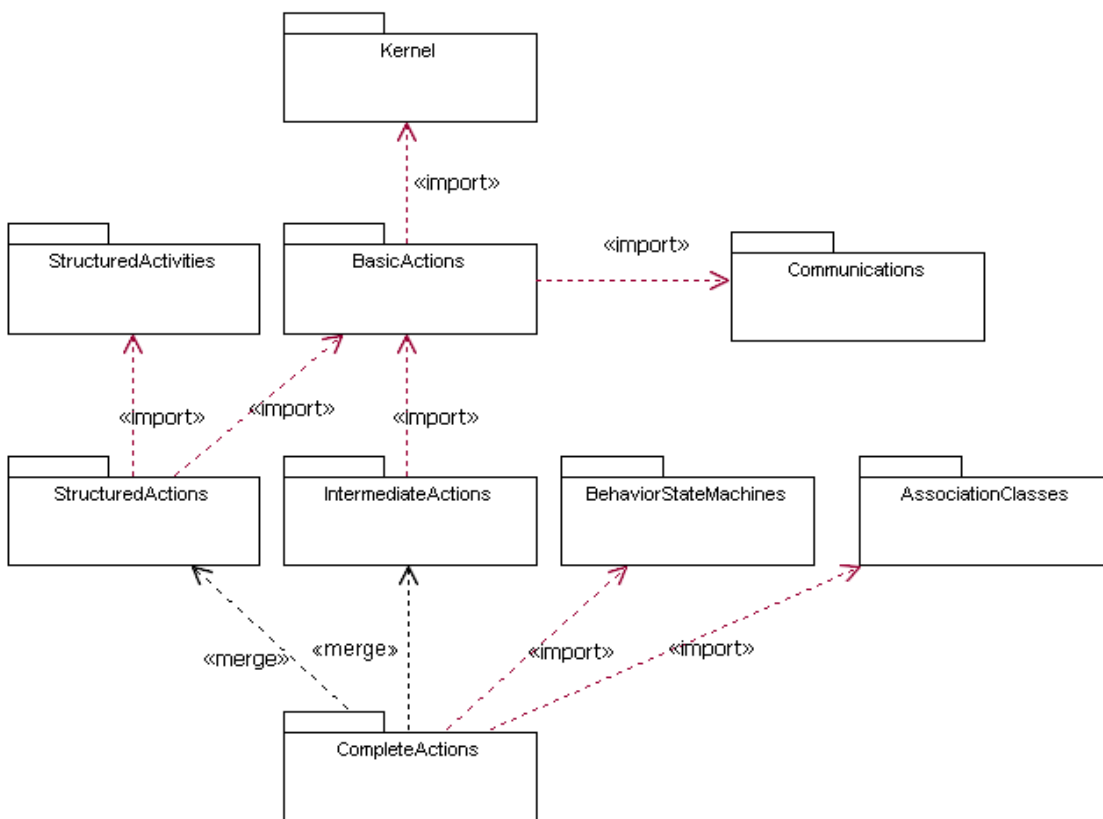 Kernel
«import»
StructuredActivities
BasicActions
«import»
Communications
«import»
«import»
«import»
StructuredActions
IntermediateActions
BehaviorStateMachines
AssociationClasses
«merge»
«merge»
«import»
«import»
CompleteActions